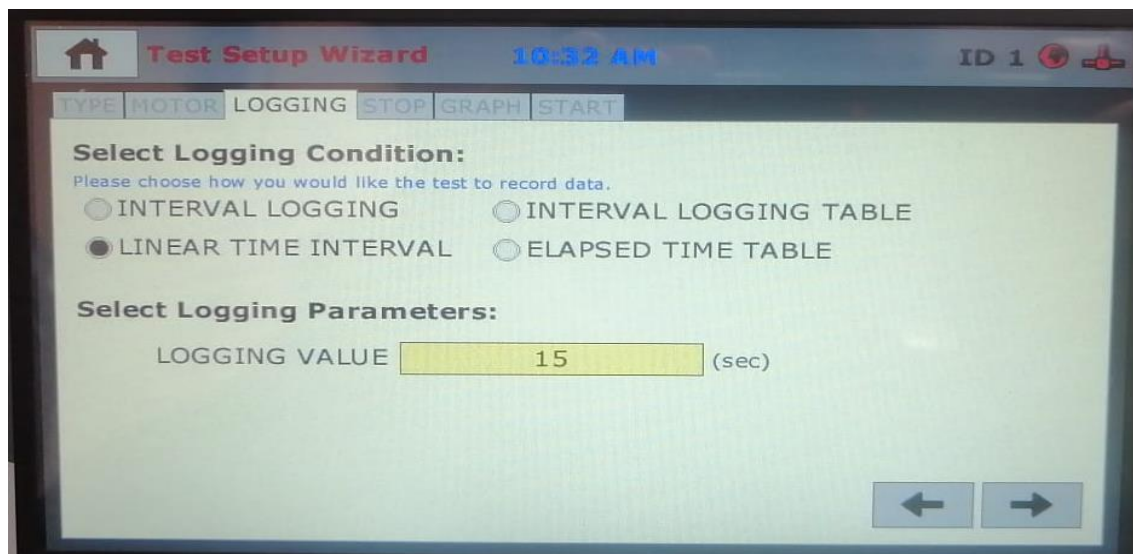 Test Setup Wizard 10:32 AM ID 1
TYPE MOTOR LOGGING STOP GRAPH START
Select Logging Condition:
Please choose how you would like the test to record data.
INTERVAL LOGGING INTERVAL LOGGING TABLE
LINEAR TIME INTERVAL ELAPSED TIME TABLE
Select Logging Parameters:
LOGGING VALUE 15 (sec)